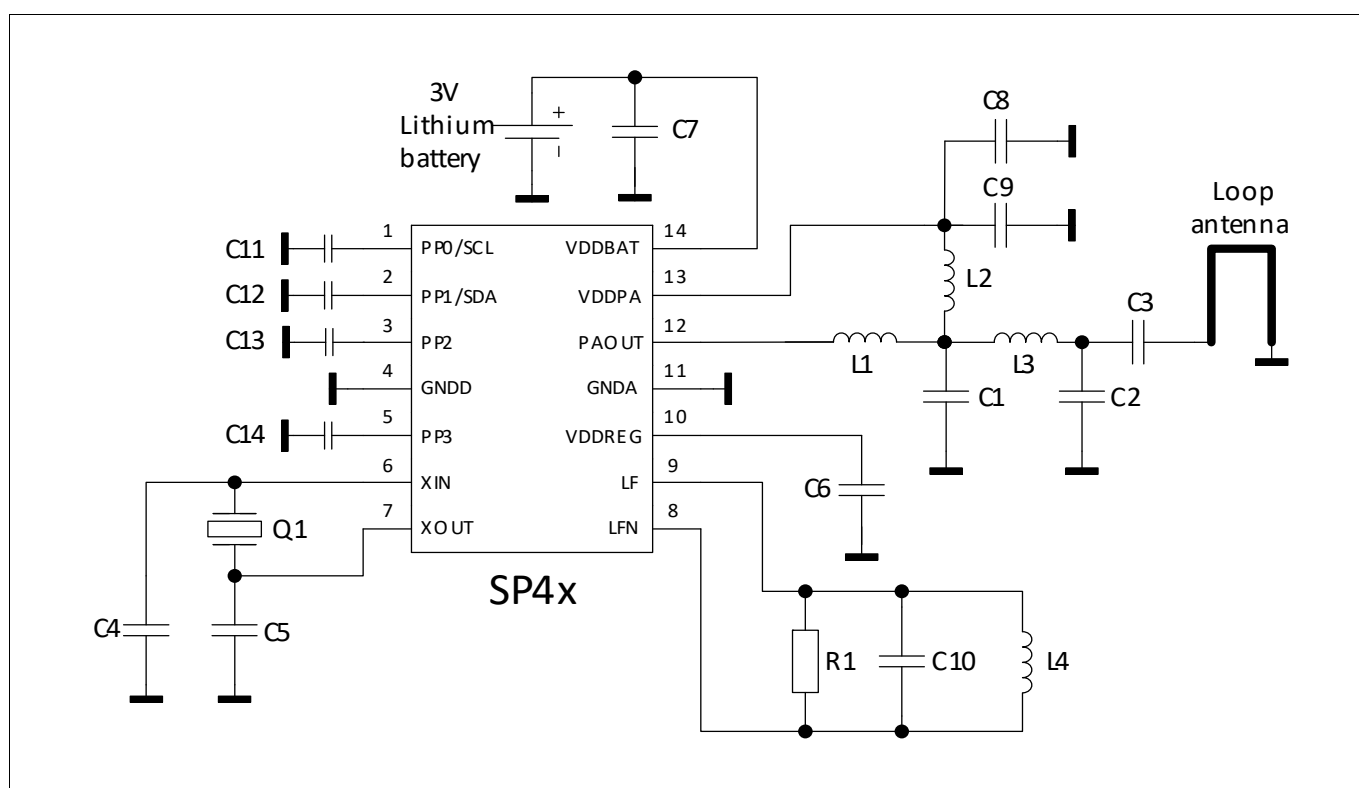 3V
Lithium
battery
+
−
C7
C8
C9
Loop
antenna
C11
1
PP0/SCL
VDDBAT
14
C12
2
PP1/SDA
VDDPA
13
L2
C3
C13
3
PP2
PAOUT
12
L1
L3
4
GNDD
GNDA
11
C1
C2
C14
5
PP3
VDDREG
10
6
XIN
LF
9
C6
Q1
7
XOUT
LFN
8
SP4x
C4
C5
R1
C10
L4